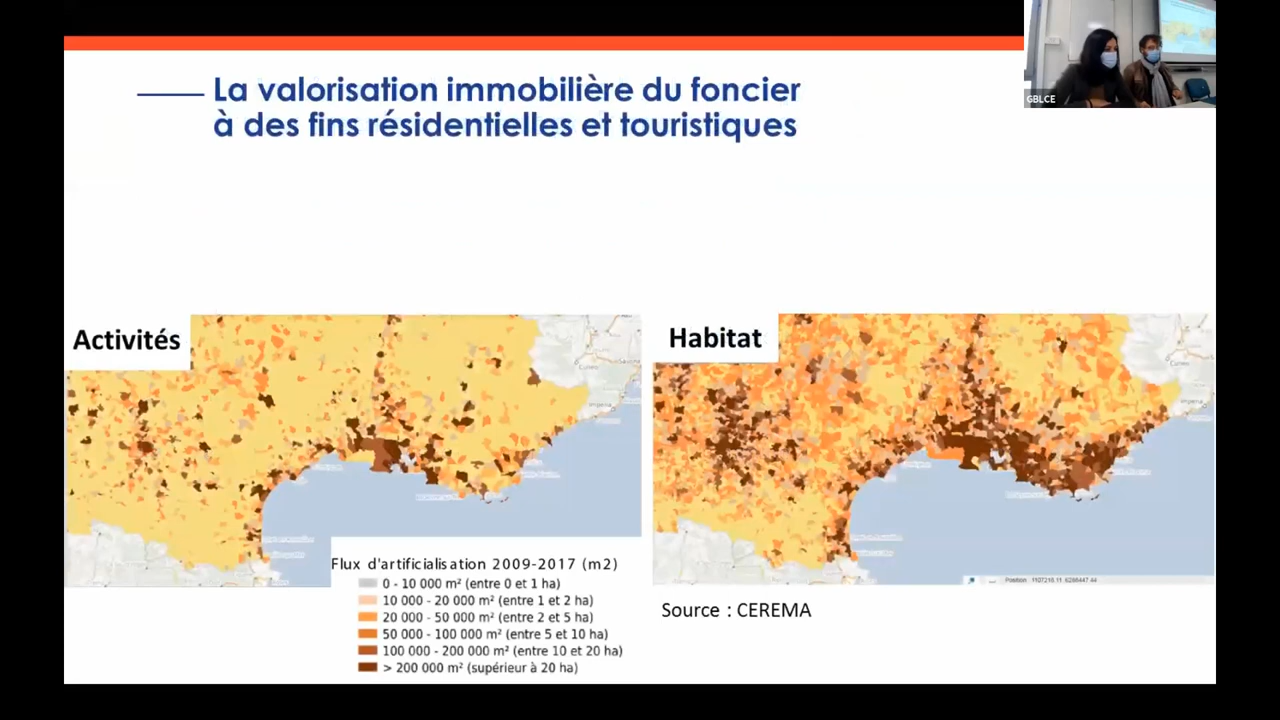 La valorisation immobilière du foncier
à des fins résidentielles et touristiques
GBLCE
Activités
Habitat
Flux d'artificialisation 2009-2017 (m2)
0 - 10 000 m² (entre 0 et 1 ha)
10 000 - 20 000 m² (entre 1 et 2 ha)
20 000 - 50 000 m² (entre 2 et 5 ha)
50 000 - 100 000 m² (entre 5 et 10 ha)
100 000 - 200 000 m² (entre 10 et 20 ha)
> 200 000 m² (supérieur à 20 ha)
Source : CEREMA